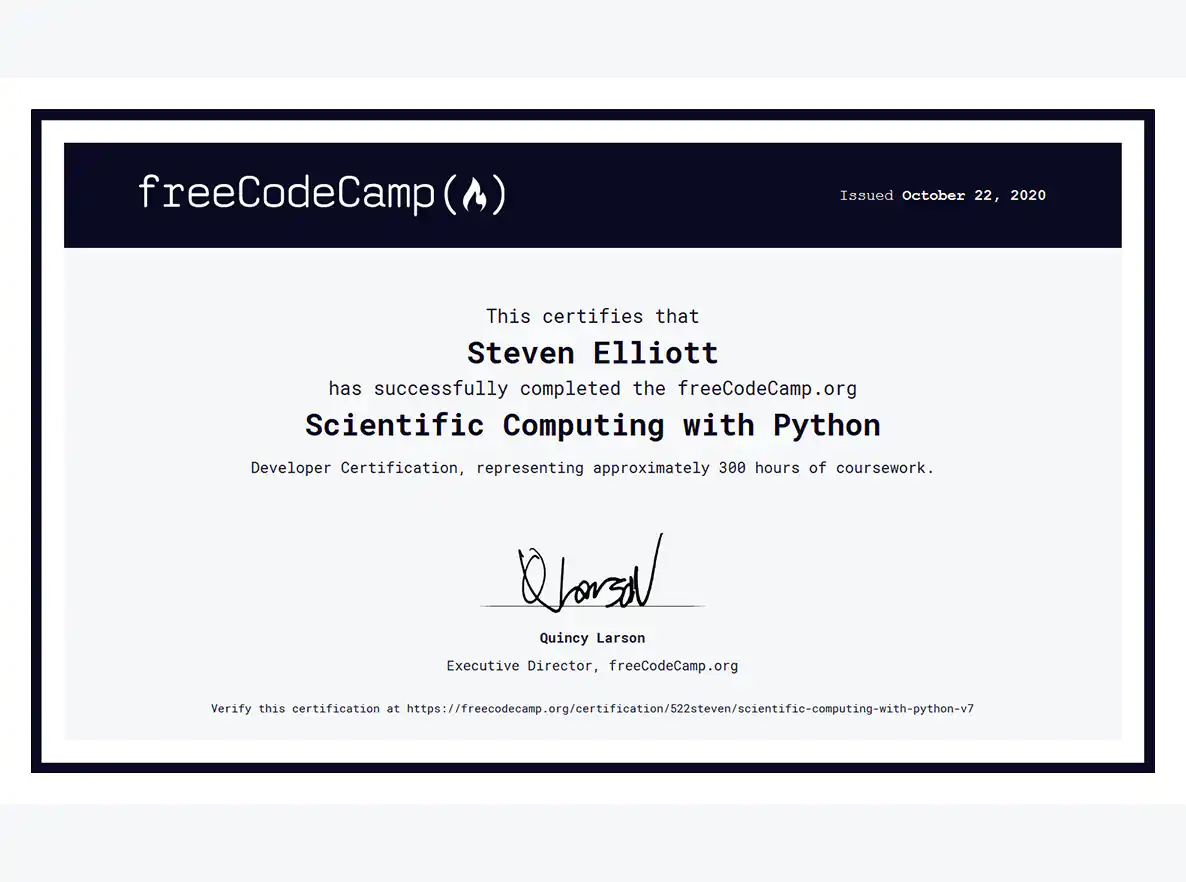 freeCodeCamp(🔥)
Issued October 22, 2020
This certifies that
Steven Elliott
has successfully completed the freeCodeCamp.org
Scientific Computing with Python
Developer Certification, representing approximately 300 hours of coursework.
Q Larson
Quincy Larson
Executive Director, freeCodeCamp.org
Verify this certification at https://freecodecamp.org/certification/522steven/scientific-computing-with-python-v7